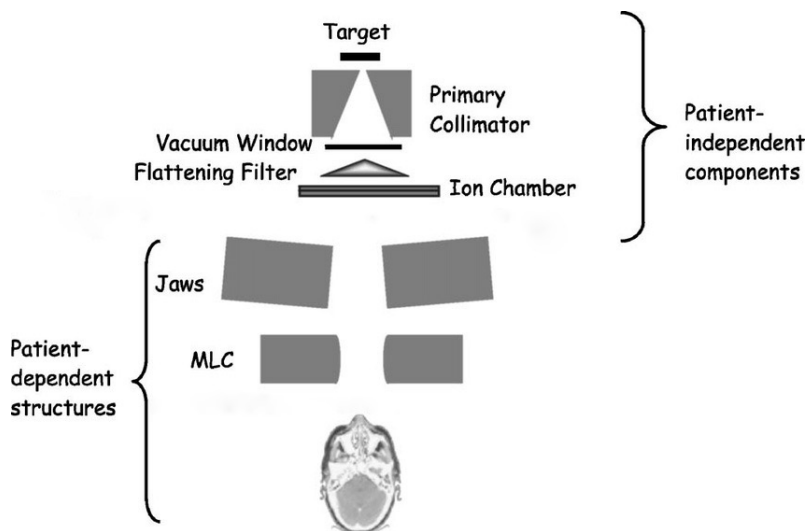 Target
Primary
Collimator
Vacuum Window
Flattening Filter
Ion Chamber
Patient-
independent
components
Jaws
MLC
Patient-
dependent
structures